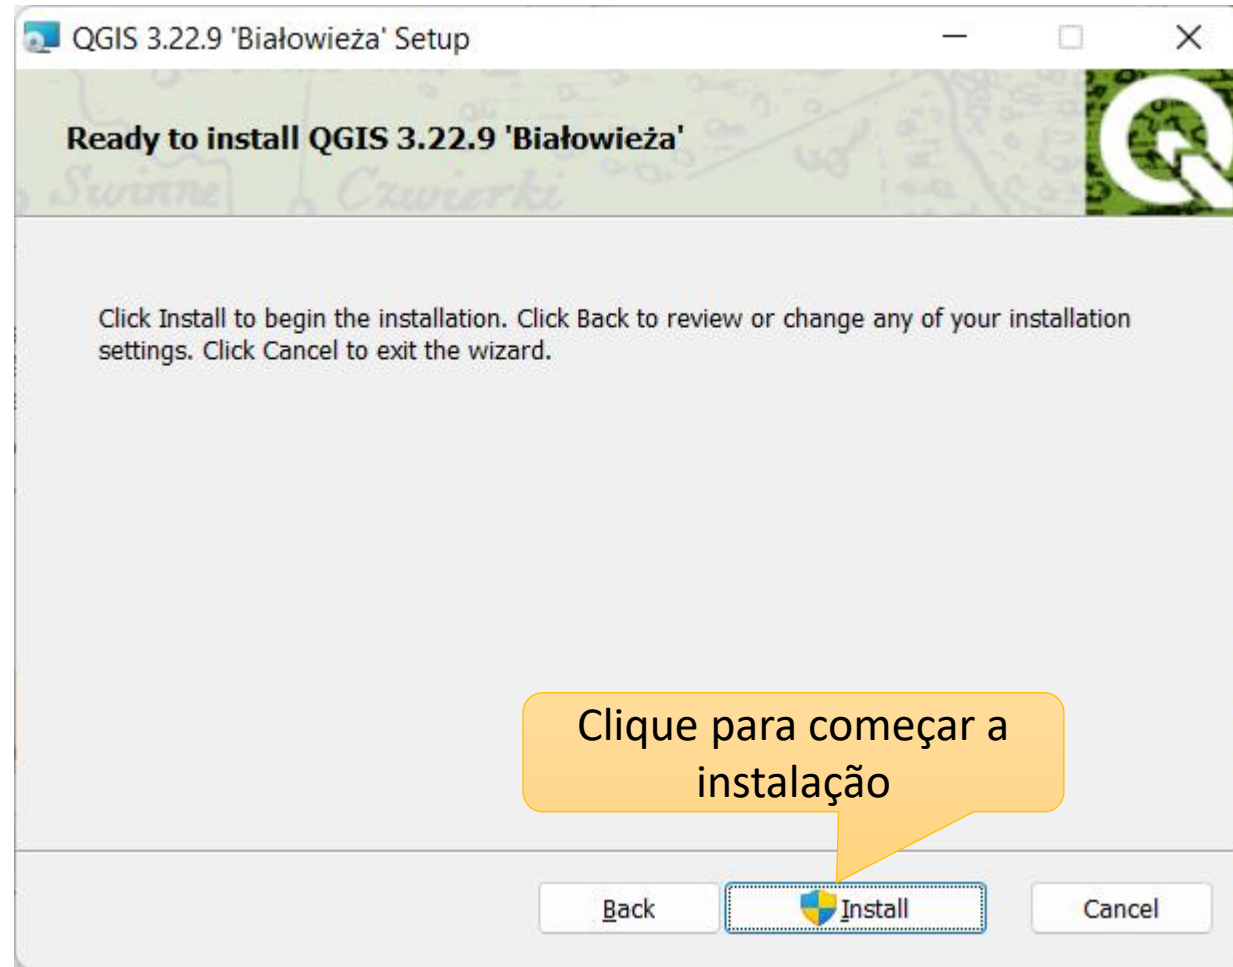 QGIS 3.22.9 'Białowieża' Setup
Ready to install QGIS 3.22.9 'Białowieża'
Swinne Czwierki
Click Install to begin the installation. Click Back to review or change any of your installation
settings. Click Cancel to exit the wizard.
Clique para começar a
instalação
Back Install Cancel